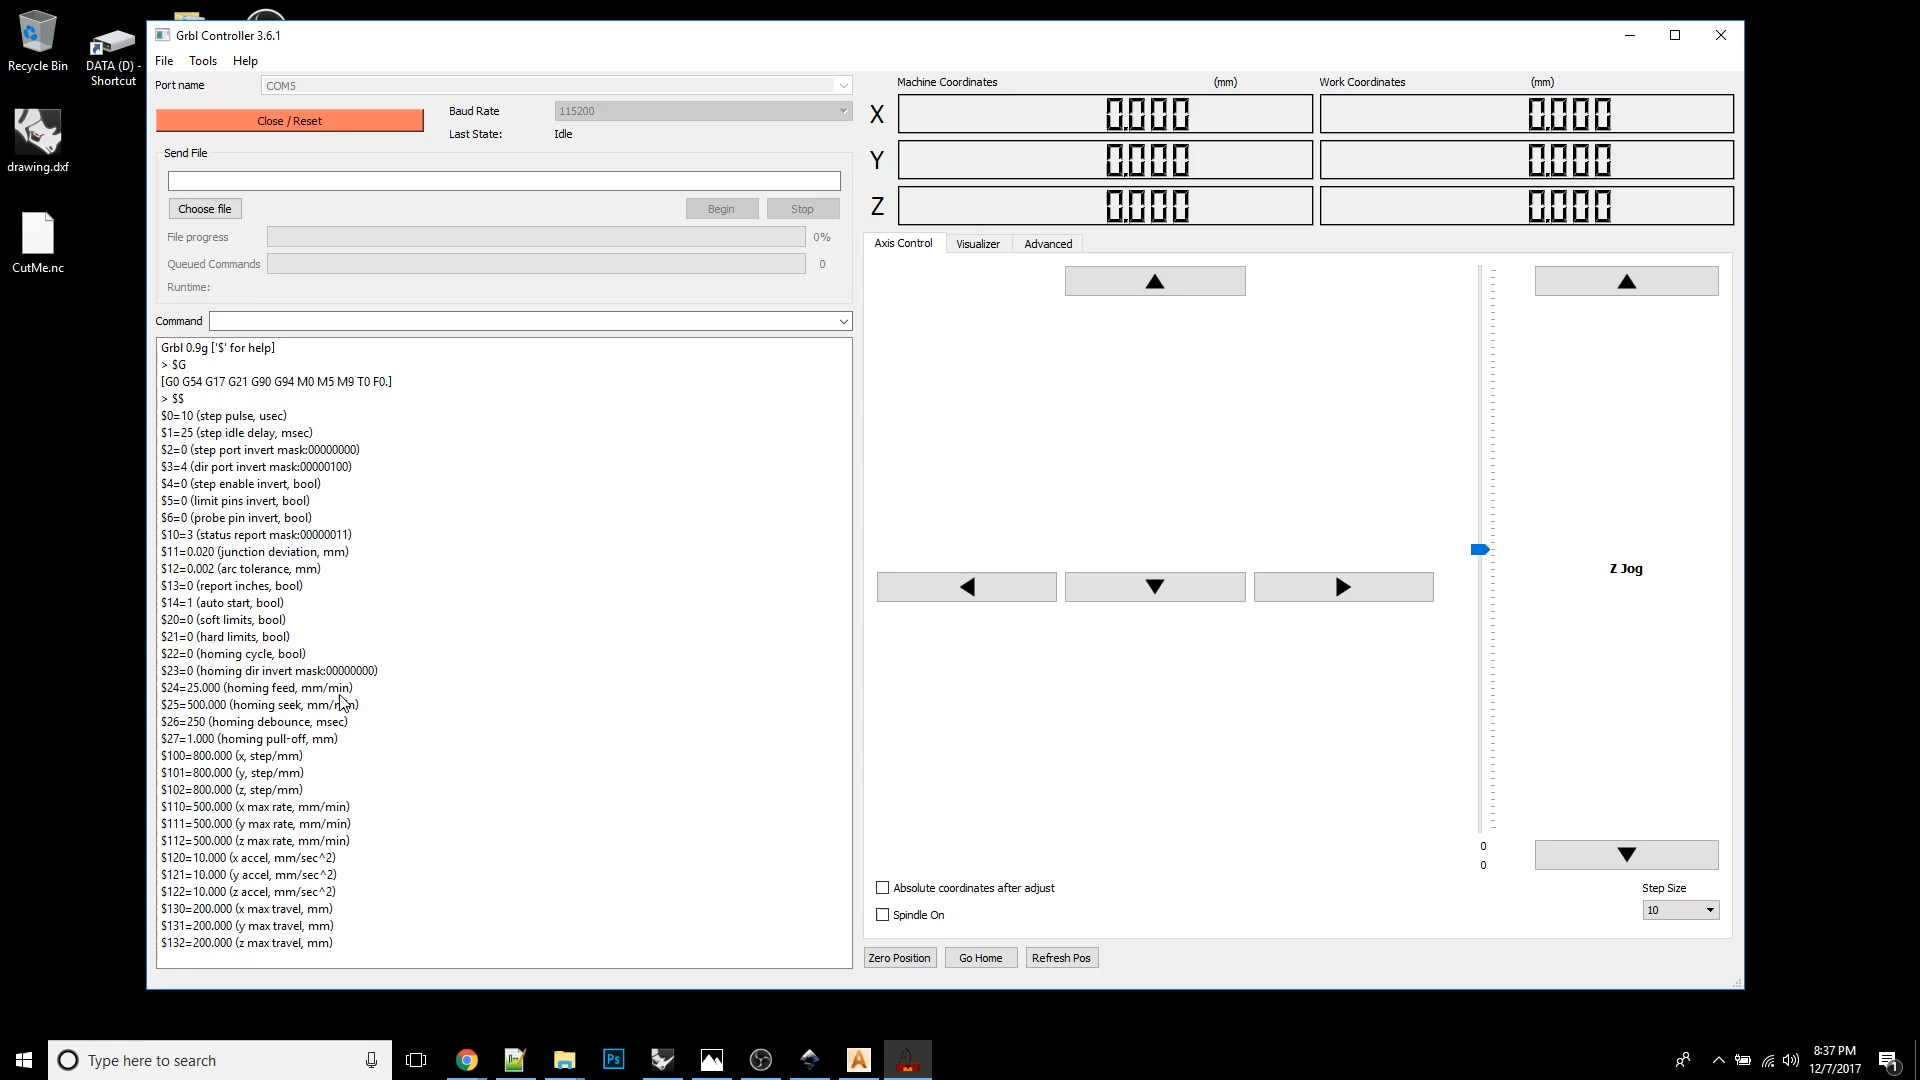 Recycle Bin
DATA (D) - Shortcut
drawing.dxf
CutMe.nc
Grbl Controller 3.6.1
File Tools Help
Port name COM5
Close / Reset
Baud Rate 115200
Last State: Idle
Send File
Choose file Begin Stop
File progress 0%
Queued Commands 0
Runtime:
Command
Grbl 0.9g ['$' for help]
> $G
[G0 G54 G17 G21 G90 G94 M0 M5 M9 T0 F0.]
> $$
$0=10 (step pulse, usec)
$1=25 (step idle delay, msec)
$2=0 (step port invert mask:00000000)
$3=4 (dir port invert mask:00000100)
$4=0 (step enable invert, bool)
$5=0 (limit pins invert, bool)
$6=0 (probe pin invert, bool)
$10=3 (status report mask:00000011)
$11=0.020 (junction deviation, mm)
$12=0.002 (arc tolerance, mm)
$13=0 (report inches, bool)
$14=1 (auto start, bool)
$20=0 (soft limits, bool)
$21=0 (hard limits, bool)
$22=0 (homing cycle, bool)
$23=0 (homing dir invert mask:00000000)
$24=25.000 (homing feed, mm/min)
$25=500.000 (homing seek, mm/min)
$26=250 (homing debounce, msec)
$27=1.000 (homing pull-off, mm)
$100=800.000 (x, step/mm)
$101=800.000 (y, step/mm)
$102=800.000 (z, step/mm)
$110=500.000 (x max rate, mm/min)
$111=500.000 (y max rate, mm/min)
$112=500.000 (z max rate, mm/min)
$120=10.000 (x accel, mm/sec^2)
$121=10.000 (y accel, mm/sec^2)
$122=10.000 (z accel, mm/sec^2)
$130=200.000 (x max travel, mm)
$131=200.000 (y max travel, mm)
$132=200.000 (z max travel, mm)
Machine Coordinates (mm) Work Coordinates (mm)
X 0.000 0.000
Y 0.000 0.000
Z 0.000 0.000
Axis Control Visualizer Advanced
Z Jog
0
0
Absolute coordinates after adjust
Spindle On
Step Size
10
Zero Position Go Home Refresh Pos
Type here to search
Ps
A
8:37 PM
12/7/2017
1